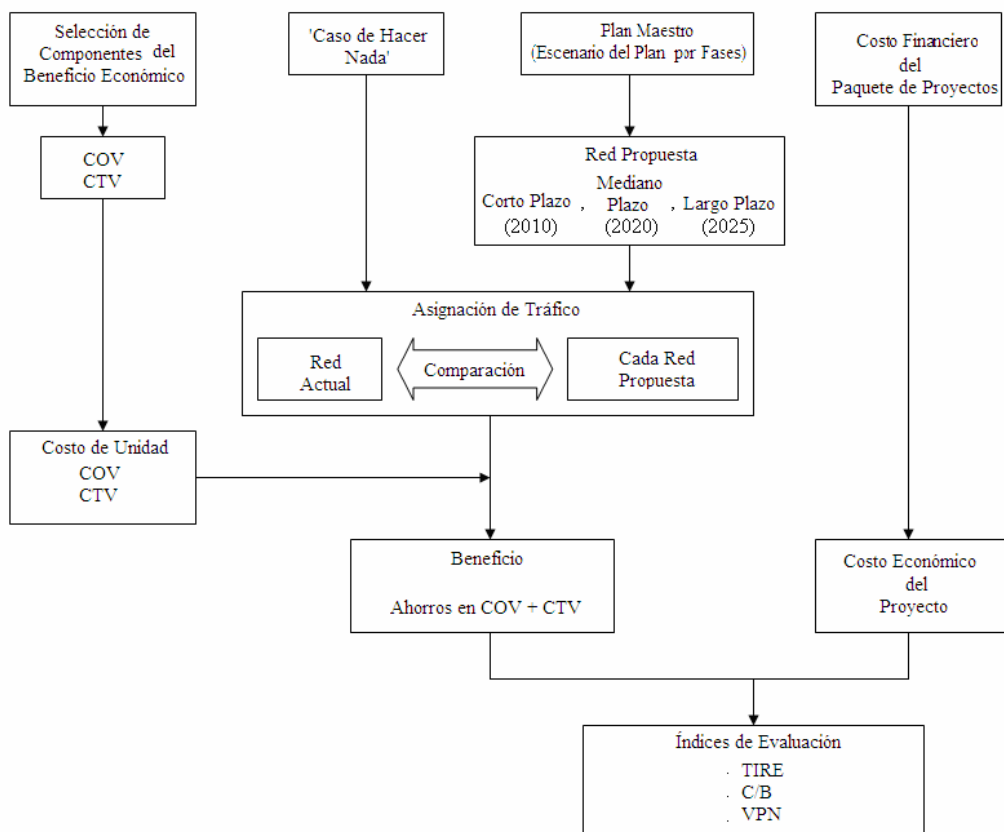 Selección de
Componentes del
Beneficio Económico
'Caso de Hacer
Nada'
Plan Maestro
(Escenario del Plan por Fases)
Costo Financiero
del
Paquete de Proyectos
COV
CTV
Red Propuesta
Corto Plazo
(2010)
,
Mediano
Plazo
(2020)
,
Largo Plazo
(2025)
Asignación de Tráfico
Red
Actual
Comparación
Cada Red
Propuesta
Costo de Unidad
COV
CTV
Beneficio
Ahorros en COV + CTV
Costo Económico
del
Proyecto
Índices de Evaluación
. TIRE
. C/B
. VPN